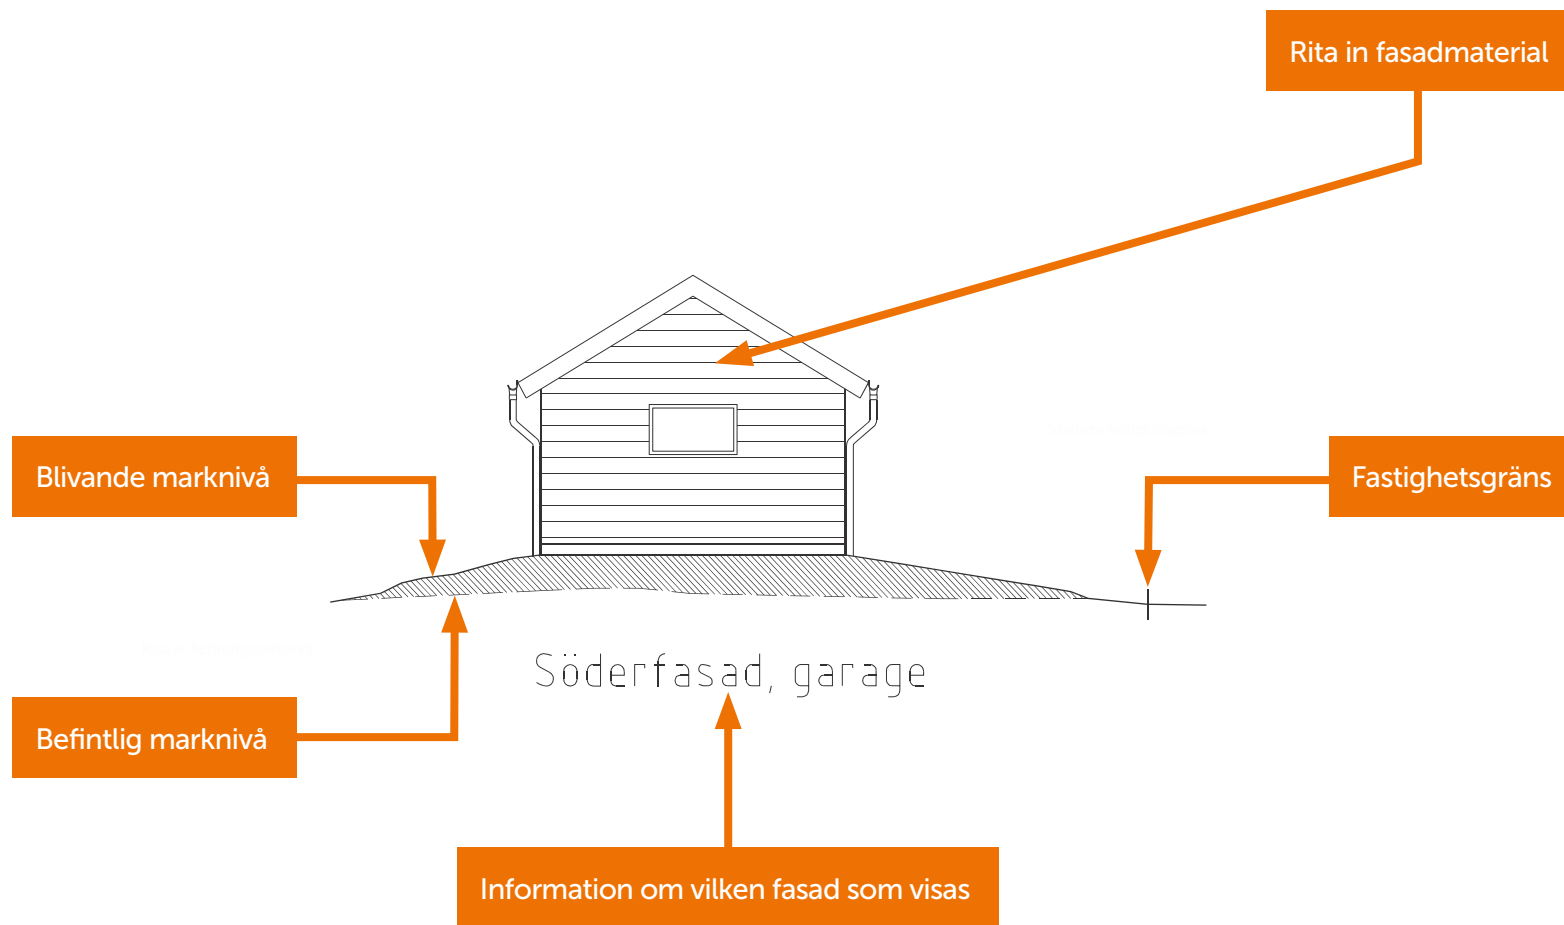 Rita in fasadmaterial
Blivande marknivå
Fastighetsgräns
Söderfasad, garage
Befintlig marknivå
Information om vilken fasad som visas